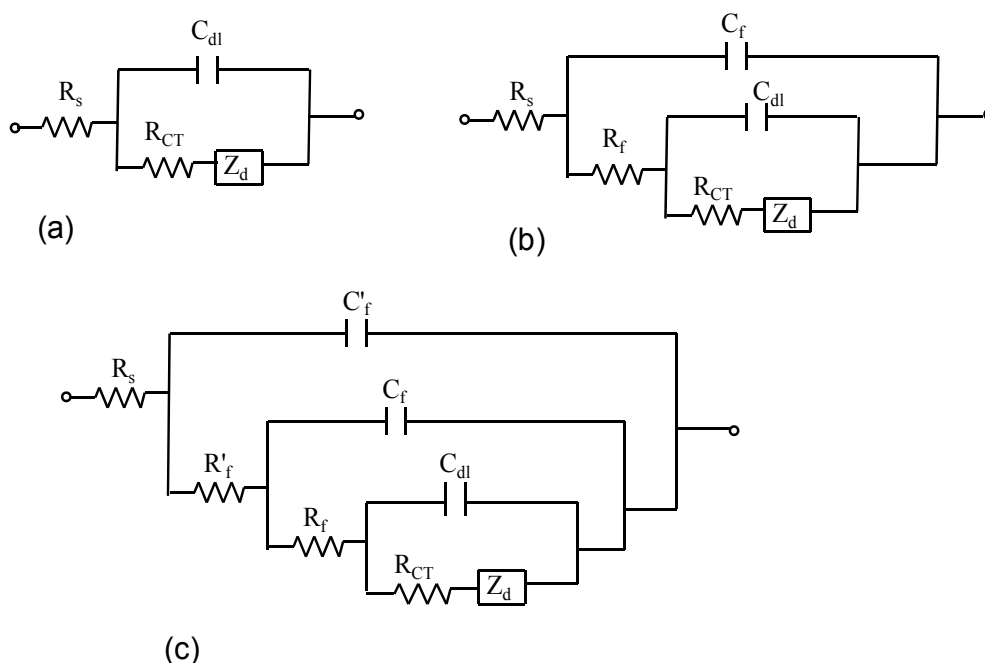 C_dl
R_s
R_CT
Z_d
(a)
C_f
R_s
C_dl
R_f
R_CT
Z_d
(b)
C'_f
R_s
C_f
R'_f
C_dl
R_f
R_CT
Z_d
(c)